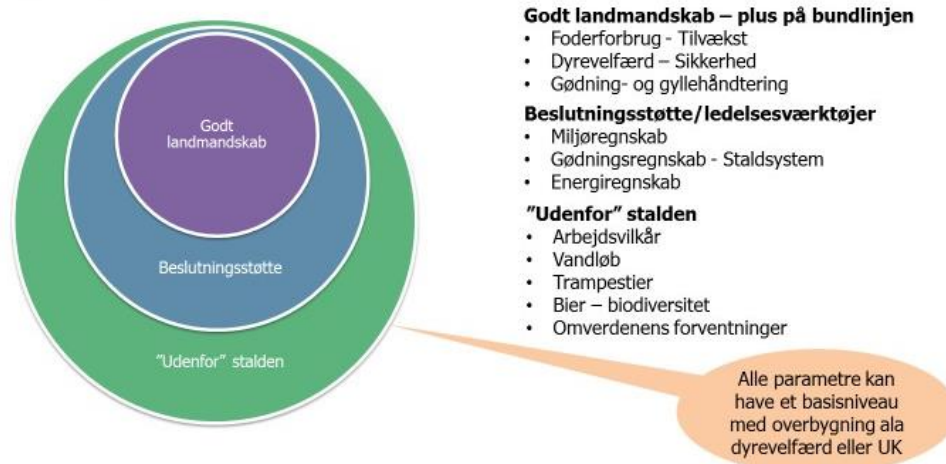 Godt
landmandskab
Beslutningsstøtte
”Udenfor” stalden
Godt landmandskab – plus på bundlinjen
• Foderforbrug - Tilvækst
• Dyrevelfærd – Sikkerhed
• Gødning- og gyllehåndtering
Beslutningsstøtte/ledelsesværktøjer
• Miljøregnskab
• Gødningsregnskab - Staldsystem
• Energiregnskab
”Udenfor” stalden
• Arbejdsvilkår
• Vandløb
• Trampestier
• Bier – biodiversitet
• Omverdenens forventninger
Alle parametre kan
have et basisniveau
med overbygning ala
dyrevelfærd eller UK